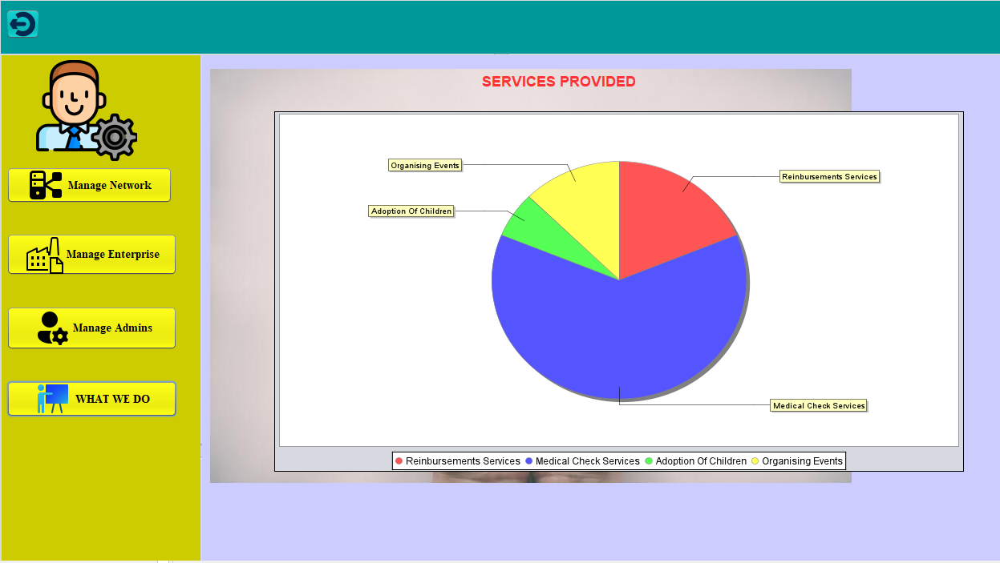 SERVICES PROVIDED
Manage Network
Manage Enterprise
Manage Admins
WHAT WE DO
Organising Events
Reinbursements Services
Adoption Of Children
Medical Check Services
Reinbursements Services Medical Check Services Adoption Of Children Organising Events